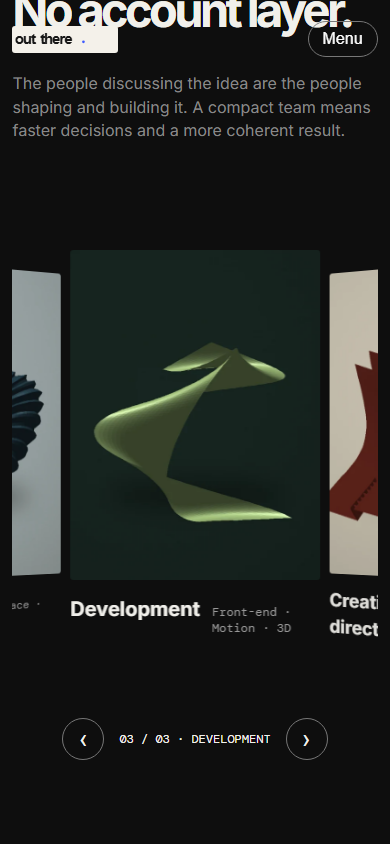 No account layer.
out there .
Menu
The people discussing the idea are the people
shaping and building it. A compact team means
faster decisions and a more coherent result.
ace ·
Development
Front-end ·
Motion · 3D
Creati
direct
03 / 03 · DEVELOPMENT